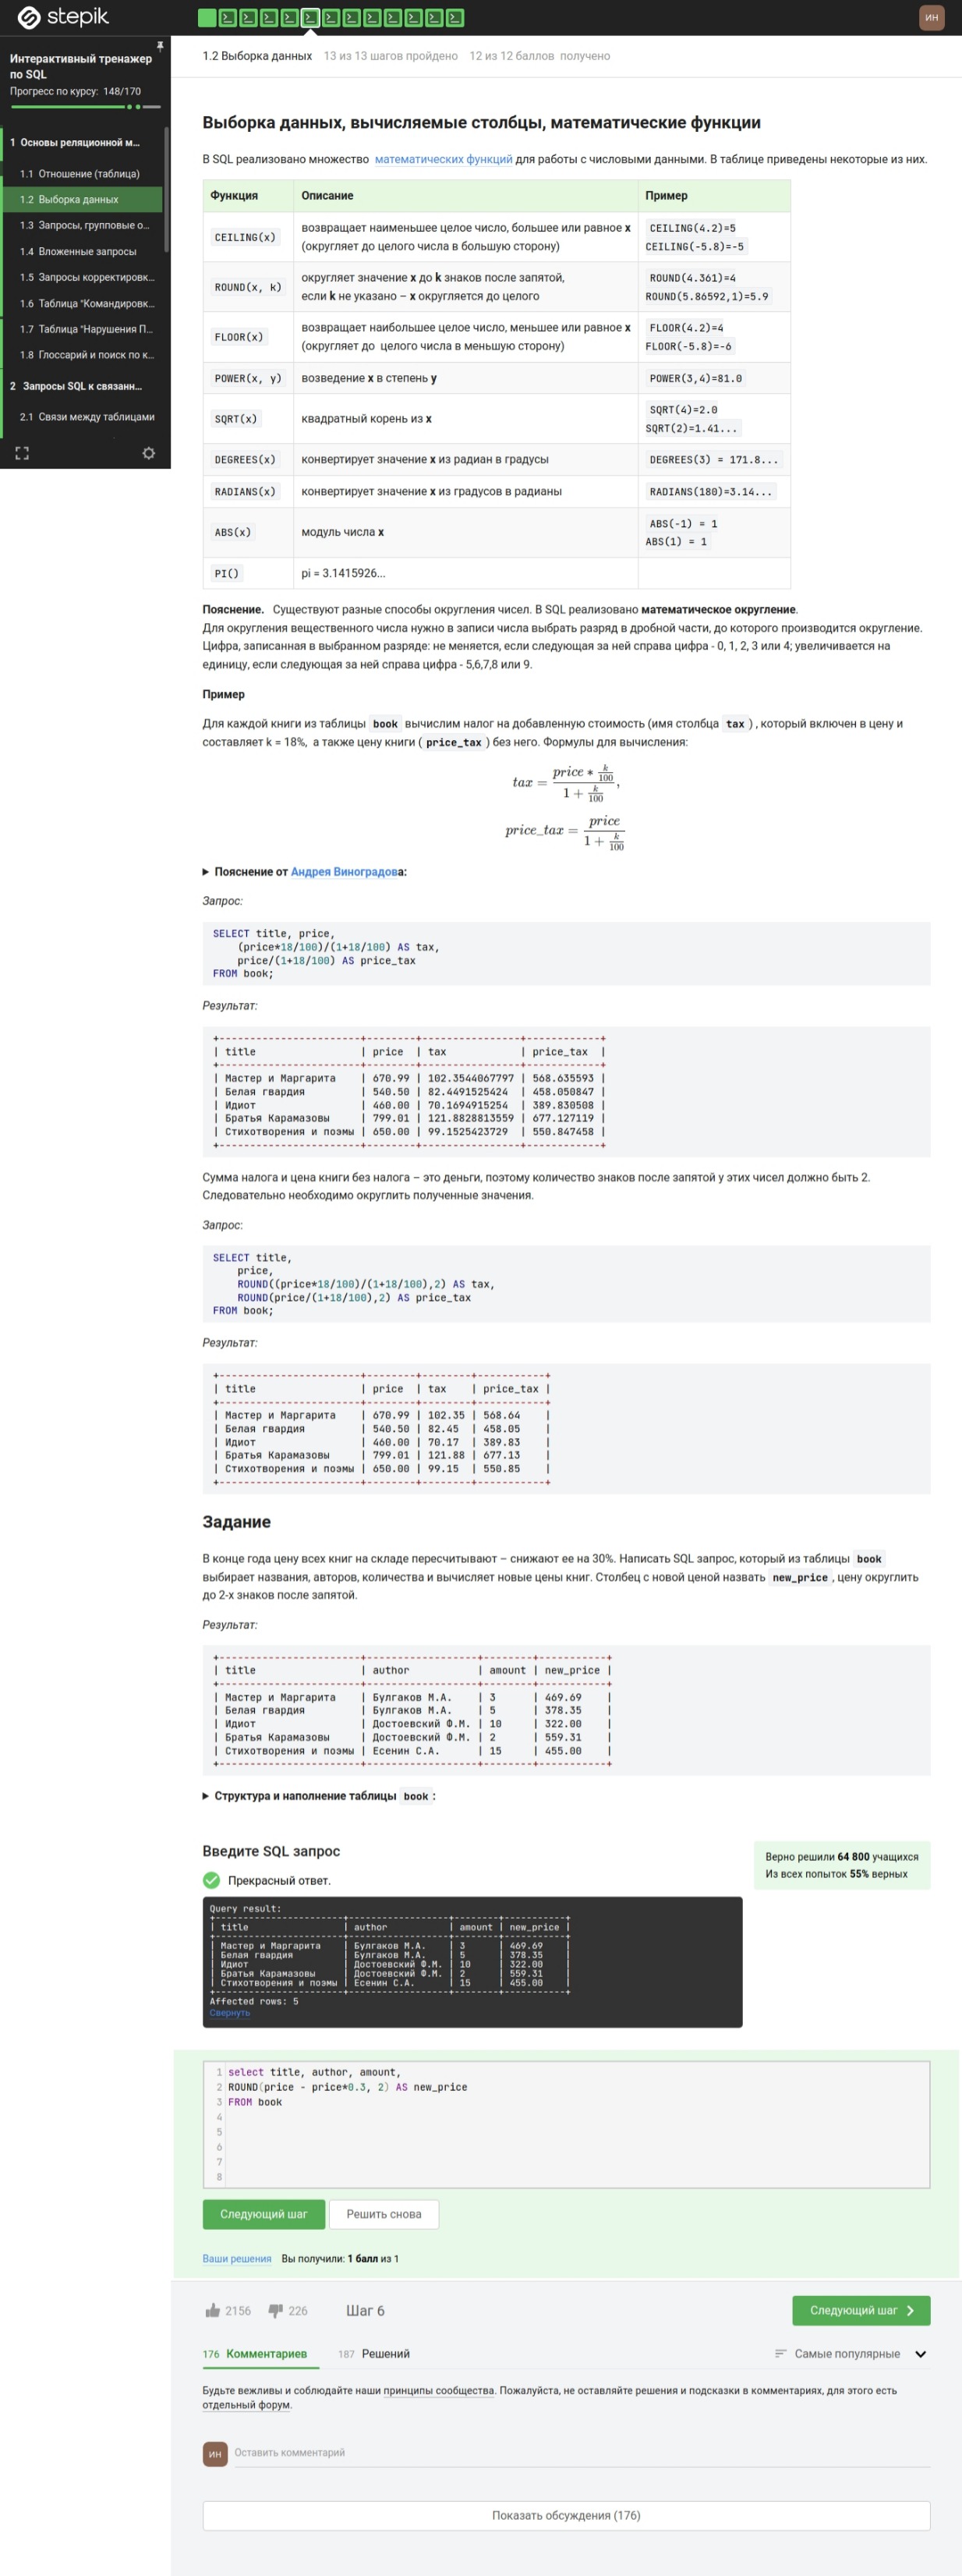 stepik
ИН
Интерактивный тренажер
по SQL
Прогресс по курсу: 148/170
1 Основы реляционной м...
1.1 Отношение (таблица)
1.2 Выборка данных
1.3 Запросы, групповые о...
1.4 Вложенные запросы
1.5 Запросы корректировк...
1.6 Таблица "Командировк...
1.7 Таблица "Нарушения П...
1.8 Глоссарий и поиск по к...
2 Запросы SQL к связанн...
2.1 Связи между таблицами
1.2 Выборка данных 13 из 13 шагов пройдено 12 из 12 баллов получено
Выборка данных, вычисляемые столбцы, математические функции
В SQL реализовано множество математических функций для работы с числовыми данными. В таблице приведены некоторые из них.
Функция Описание Пример
CEILING(x) возвращает наименьшее целое число, большее или равное x CEILING(4.2)=5
(округляет до целого числа в большую сторону) CEILING(-5.8)=-5
ROUND(x, k) округляет значение x до k знаков после запятой, ROUND(4.361)=4
если k не указано – x округляется до целого ROUND(5.86592,1)=5.9
FLOOR(x) возвращает наибольшее целое число, меньшее или равное x FLOOR(4.2)=4
(округляет до целого числа в меньшую сторону) FLOOR(-5.8)=-6
POWER(x, y) возведение x в степень y POWER(3,4)=81.0
SQRT(x) квадратный корень из x SQRT(4)=2.0
SQRT(2)=1.41...
DEGREES(x) конвертирует значение x из радиан в градусы DEGREES(3) = 171.8...
RADIANS(x) конвертирует значение x из градусов в радианы RADIANS(180)=3.14...
ABS(x) модуль числа x ABS(-1) = 1
ABS(1) = 1
PI() pi = 3.1415926...
Пояснение. Существуют разные способы округления чисел. В SQL реализовано математическое округление.
Для округления вещественного числа нужно в записи числа выбрать разряд в дробной части, до которого производится округление.
Цифра, записанная в выбранном разряде: не меняется, если следующая за ней справа цифра - 0, 1, 2, 3 или 4; увеличивается на
единицу, если следующая за ней справа цифра - 5,6,7,8 или 9.
Пример
Для каждой книги из таблицы book вычислим налог на добавленную стоимость (имя столбца tax ) , который включен в цену и
составляет k = 18%, а также цену книги ( price_tax ) без него. Формулы для вычисления:
tax = price * k/100 / 1 + k/100 ,
price_tax = price / 1 + k/100
▶ Пояснение от Андрея Виноградова:
Запрос:
SELECT title, price,
(price*18/100)/(1+18/100) AS tax,
price/(1+18/100) AS price_tax
FROM book;
Результат:
+-----------------------+--------+----------------+------------+
| title | price | tax | price_tax |
+-----------------------+--------+----------------+------------+
| Мастер и Маргарита | 670.99 | 102.3544067797 | 568.635593 |
| Белая гвардия | 540.50 | 82.4491525424 | 458.050847 |
| Идиот | 460.00 | 70.1694915254 | 389.830508 |
| Братья Карамазовы | 799.01 | 121.8828813559 | 677.127119 |
| Стихотворения и поэмы | 650.00 | 99.1525423729 | 550.847458 |
+-----------------------+--------+----------------+------------+
Сумма налога и цена книги без налога – это деньги, поэтому количество знаков после запятой у этих чисел должно быть 2.
Следовательно необходимо округлить полученные значения.
Запрос:
SELECT title,
price,
ROUND((price*18/100)/(1+18/100),2) AS tax,
ROUND(price/(1+18/100),2) AS price_tax
FROM book;
Результат:
+-----------------------+--------+--------+-----------+
| title | price | tax | price_tax |
+-----------------------+--------+--------+-----------+
| Мастер и Маргарита | 670.99 | 102.35 | 568.64 |
| Белая гвардия | 540.50 | 82.45 | 458.05 |
| Идиот | 460.00 | 70.17 | 389.83 |
| Братья Карамазовы | 799.01 | 121.88 | 677.13 |
| Стихотворения и поэмы | 650.00 | 99.15 | 550.85 |
+-----------------------+--------+--------+-----------+
Задание
В конце года цену всех книг на складе пересчитывают – снижают ее на 30%. Написать SQL запрос, который из таблицы book
выбирает названия, авторов, количества и вычисляет новые цены книг. Столбец с новой ценой назвать new_price , цену округлить
до 2-х знаков после запятой.
Результат:
+-----------------------+------------------+--------+-----------+
| title | author | amount | new_price |
+-----------------------+------------------+--------+-----------+
| Мастер и Маргарита | Булгаков М.А. | 3 | 469.69 |
| Белая гвардия | Булгаков М.А. | 5 | 378.35 |
| Идиот | Достоевский Ф.М. | 10 | 322.00 |
| Братья Карамазовы | Достоевский Ф.М. | 2 | 559.31 |
| Стихотворения и поэмы | Есенин С.А. | 15 | 455.00 |
+-----------------------+------------------+--------+-----------+
▶ Структура и наполнение таблицы book :
Введите SQL запрос
Верно решили 64 800 учащихся
Из всех попыток 55% верных
Прекрасный ответ.
Query result:
+-----------------------+------------------+--------+-----------+
| title | author | amount | new_price |
+-----------------------+------------------+--------+-----------+
| Мастер и Маргарита | Булгаков М.А. | 3 | 469.69 |
| Белая гвардия | Булгаков М.А. | 5 | 378.35 |
| Идиот | Достоевский Ф.М. | 10 | 322.00 |
| Братья Карамазовы | Достоевский Ф.М. | 2 | 559.31 |
| Стихотворения и поэмы | Есенин С.А. | 15 | 455.00 |
+-----------------------+------------------+--------+-----------+
Affected rows: 5
Свернуть
1 select title, author, amount,
2 ROUND(price - price*0.3, 2) AS new_price
3 FROM book
4
5
6
7
8
Следующий шаг Решить снова
Ваши решения Вы получили: 1 балл из 1
2156 226 Шаг 6 Следующий шаг
176 Комментариев 187 Решений Самые популярные
Будьте вежливы и соблюдайте наши принципы сообщества. Пожалуйста, не оставляйте решения и подсказки в комментариях, для этого есть
отдельный форум.
ИН Оставить комментарий
Показать обсуждения (176)